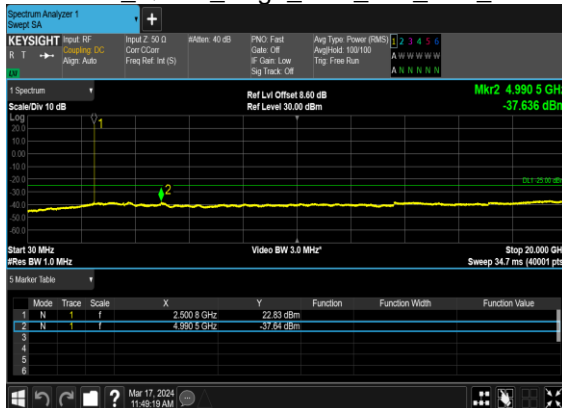 Spectrum Analyzer 1
Swept SA
+
KEYSIGHT Input: RF Input Z: 50 Ω #Atten: 40 dB PNO: Fast Avg Type: Power (RMS) 1 2 3 4 5 6
R T Coupling: DC Corr CCorr Gate: Off Avg|Hold: 100/100 A W W W W W
Align: Auto Freq Ref: Int (S) IF Gain: Low Trig: Free Run
LXI Sig Track: Off A N N N N N
1 Spectrum Ref Lvl Offset 8.60 dB Mkr2 4.990 5 GHz
Scale/Div 10 dB Ref Level 30.00 dBm -37.636 dBm
Log
20.0
10.0
0.00
-10.0
-20.0
-30.0
-40.0
-50.0
-60.0
1
2
DL1 -25.00 dBm
Start 30 MHz Video BW 3.0 MHz* Stop 20.000 GHz
#Res BW 1.0 MHz Sweep 34.7 ms (40001 pts)
5 Marker Table
Mode Trace Scale X Y Function Function Width Function Value
1 N 1 f 2.500 8 GHz 22.83 dBm
2 N 1 f 4.990 5 GHz -37.64 dBm
3
4
5
6
? Mar 17, 2024
11:49:19 AM